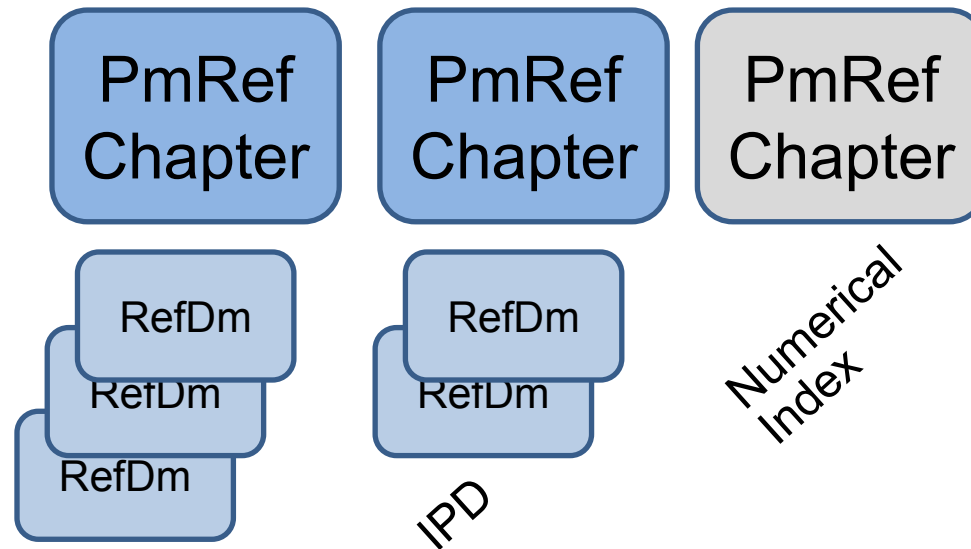 PmRef
Chapter
PmRef
Chapter
PmRef
Chapter
RefDm
RefDm
RefDm
RefDm
RefDm
IPD
Numerical
Index